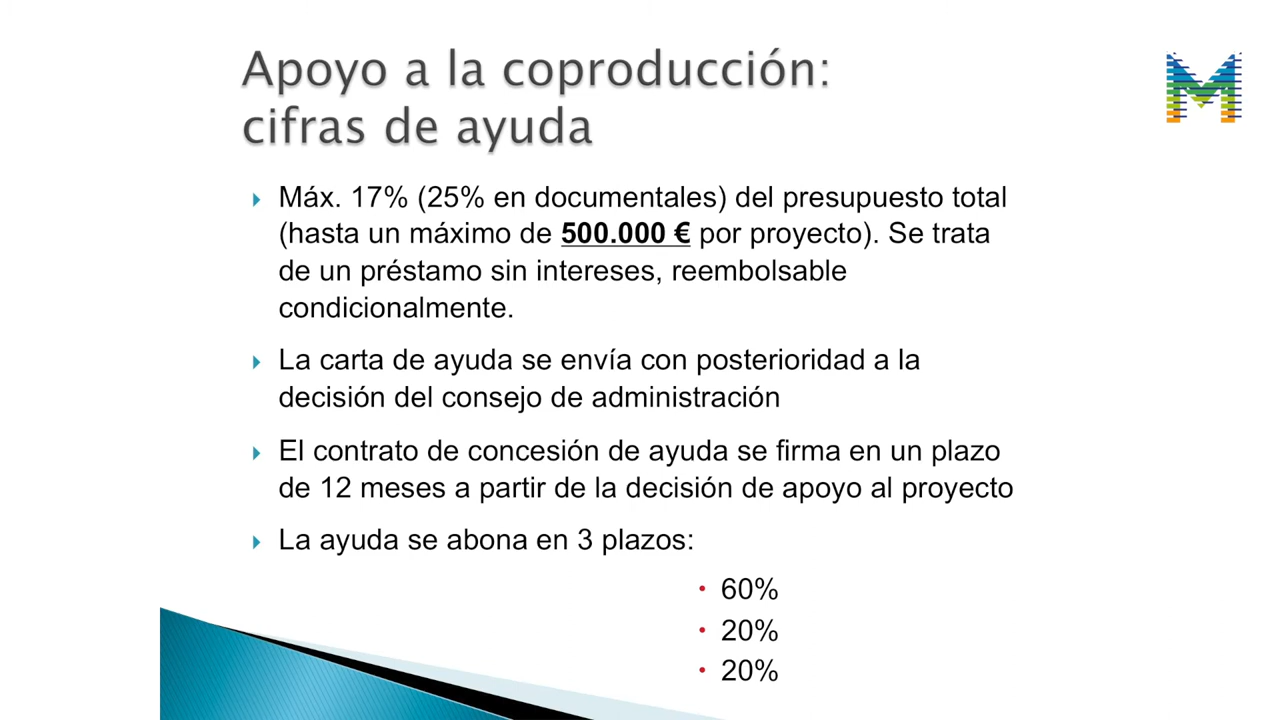 Apoyo a la coproducción:
cifras de ayuda
Máx. 17% (25% en documentales) del presupuesto total
(hasta un máximo de 500.000 € por proyecto). Se trata
de un préstamo sin intereses, reembolsable
condicionalmente.
La carta de ayuda se envía con posterioridad a la
decisión del consejo de administración
El contrato de concesión de ayuda se firma en un plazo
de 12 meses a partir de la decisión de apoyo al proyecto
La ayuda se abona en 3 plazos:
• 60%
• 20%
• 20%
M